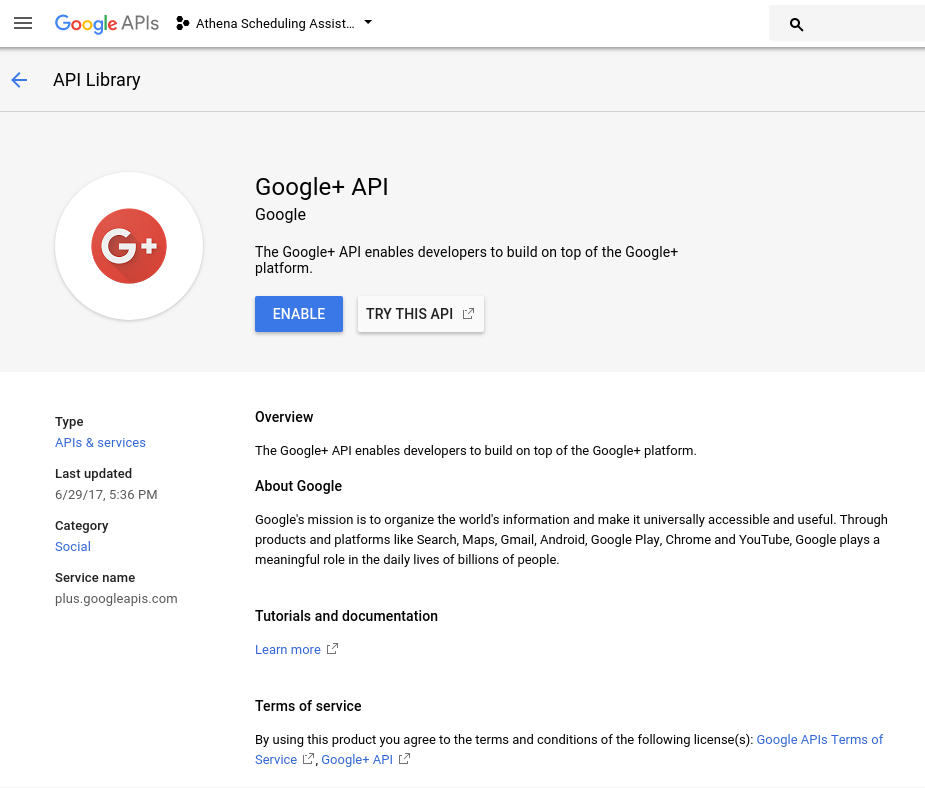 Google APIs
Athena Scheduling Assist...
API Library
G+
Google+ API
Google
The Google+ API enables developers to build on top of the Google+
platform.
ENABLE
TRY THIS API
Type
APIs & services
Last updated
6/29/17, 5:36 PM
Category
Social
Service name
plus.googleapis.com
Overview
The Google+ API enables developers to build on top of the Google+ platform.
About Google
Google's mission is to organize the world's information and make it universally accessible and useful. Through
products and platforms like Search, Maps, Gmail, Android, Google Play, Chrome and YouTube, Google plays a
meaningful role in the daily lives of billions of people.
Tutorials and documentation
Learn more
Terms of service
By using this product you agree to the terms and conditions of the following license(s): Google APIs Terms of
Service , Google+ API